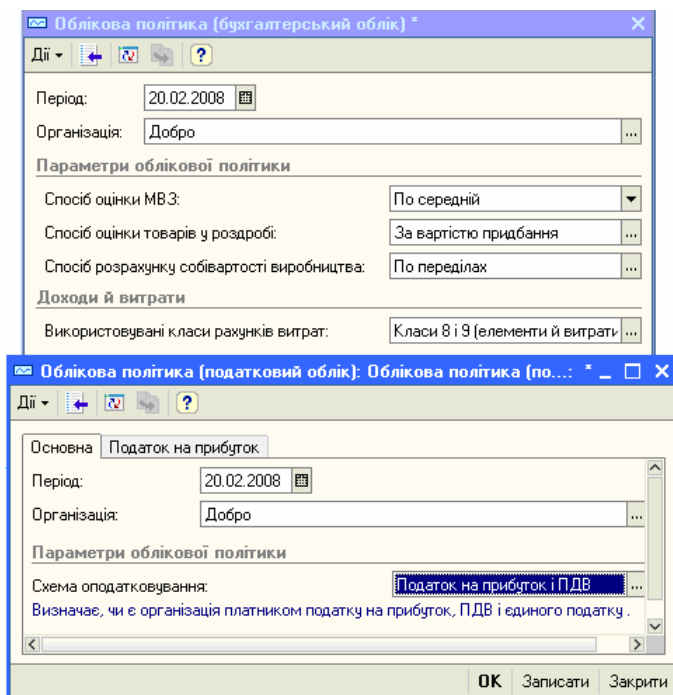 Облікова політика (бухгалтерський облік) *
Дії
Період: 20.02.2008
Організація: Добро ...
Параметри облікової політики
Спосіб оцінки МВЗ: По середній
Спосіб оцінки товарів у роздробі: За вартістю придбання ...
Спосіб розрахунку собівартості виробництва: По переділах ...
Доходи й витрати
Використовувані класи рахунків витрат: Класи 8 і 9 (елементи й витрати ...
Облікова політика (податковий облік): Облікова політика (по...: *
Дії
Основна Податок на прибуток
Період: 20.02.2008
Організація: Добро ...
Параметри облікової політики
Схема оподатковування: Податок на прибуток і ПДВ ...
Визначає, чи є організація платником податку на прибуток, ПДВ і єдиного податку .
OK Записати Закрити